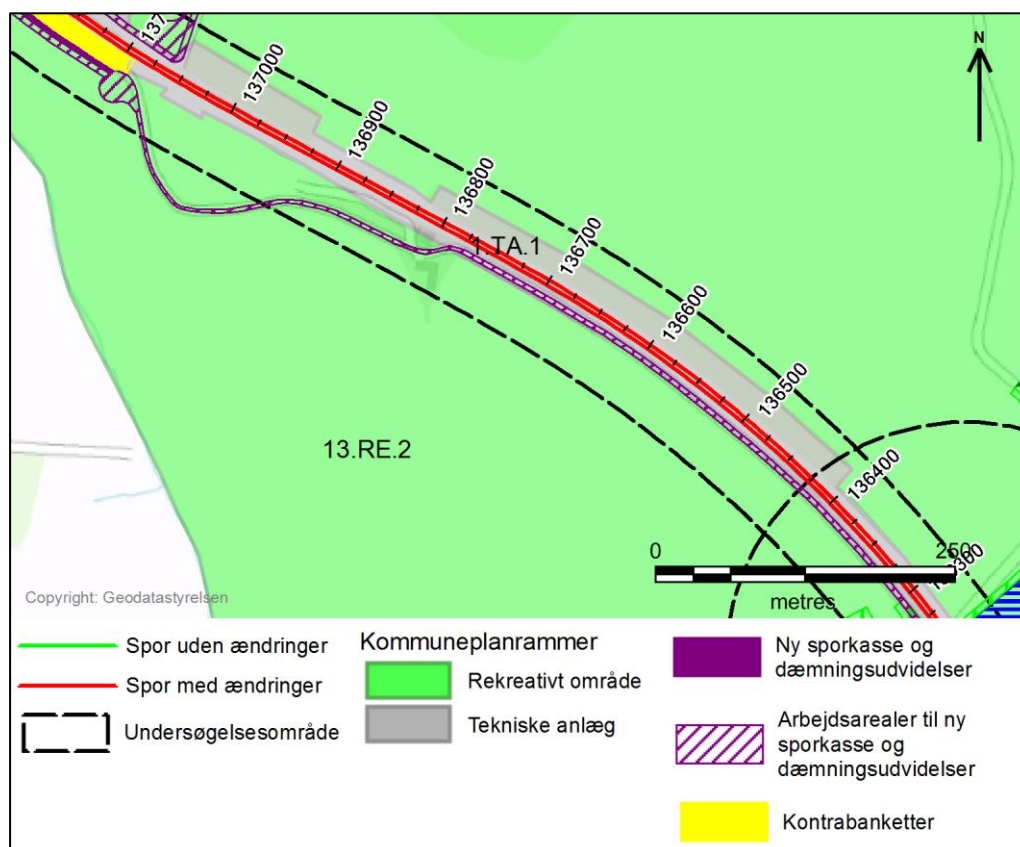 N
137000
136900
136800
1.TA.1
136700
136600
136500
136400
13.RE.2
0
250
metres
Copyright: Geodatastyrelsen
Spor uden ændringer
Spor med ændringer
Undersøgelsesområde
Kommuneplanrammer
Rekreativt område
Tekniske anlæg
Ny sporkasse og
dæmningsudvidelser
Arbejdsarealer til ny
sporkasse og
dæmningsudvidelser
Kontrabanketter